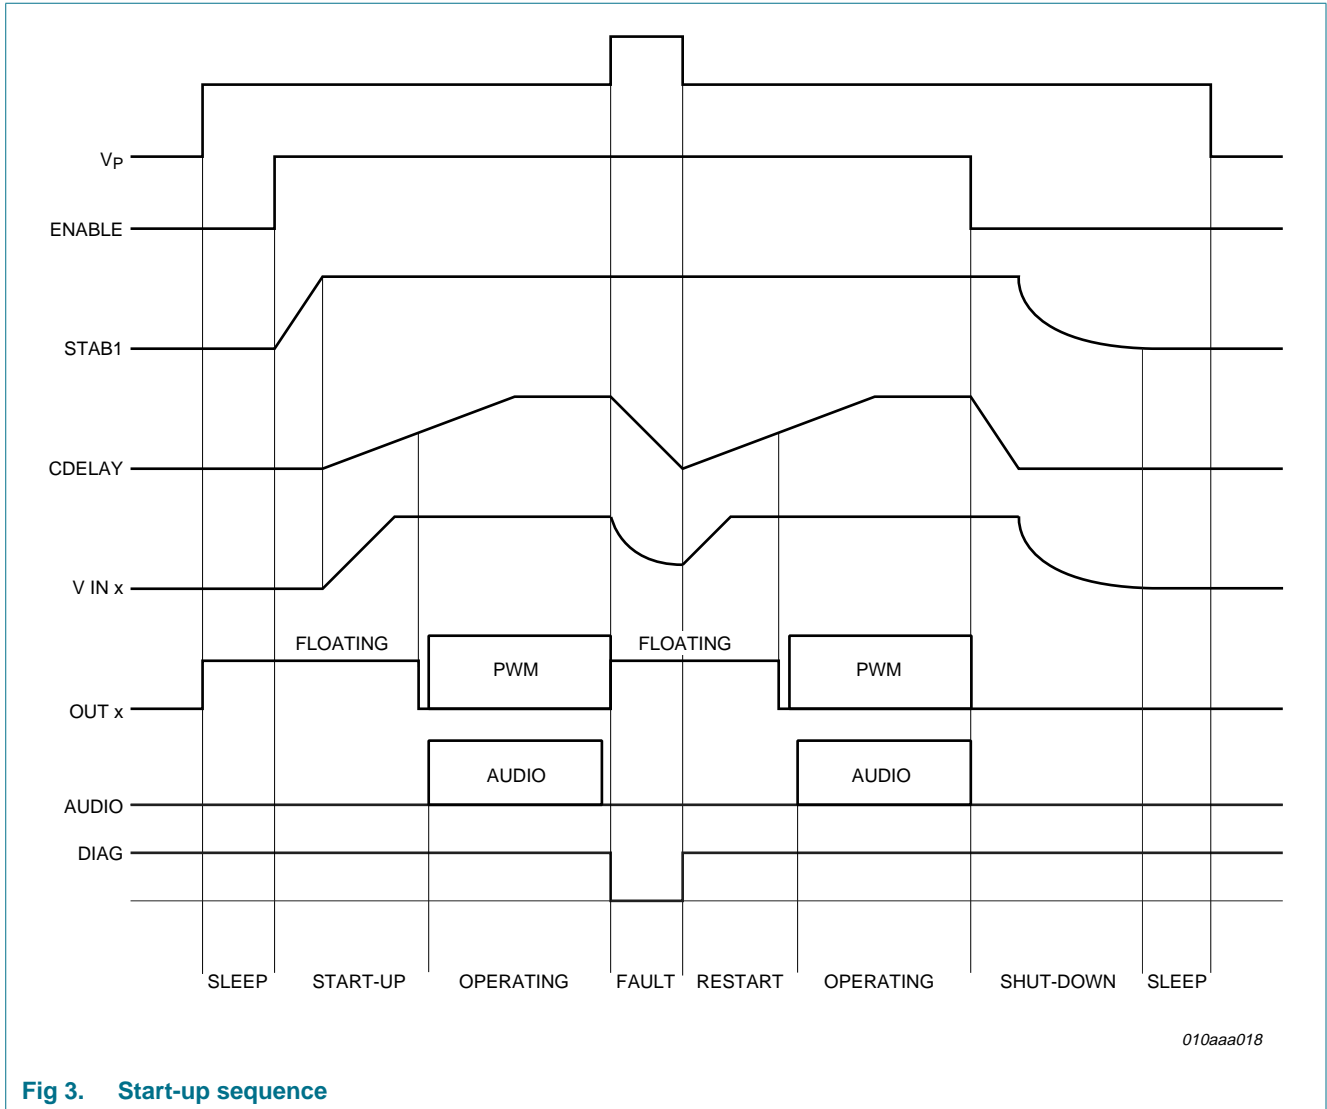 VP
ENABLE
STAB1
CDELAY
V IN x
FLOATING FLOATING
PWM PWM
OUT x
AUDIO AUDIO
AUDIO
DIAG
SLEEP START-UP OPERATING FAULT RESTART OPERATING SHUT-DOWN SLEEP
010aaa018
Fig 3. Start-up sequence